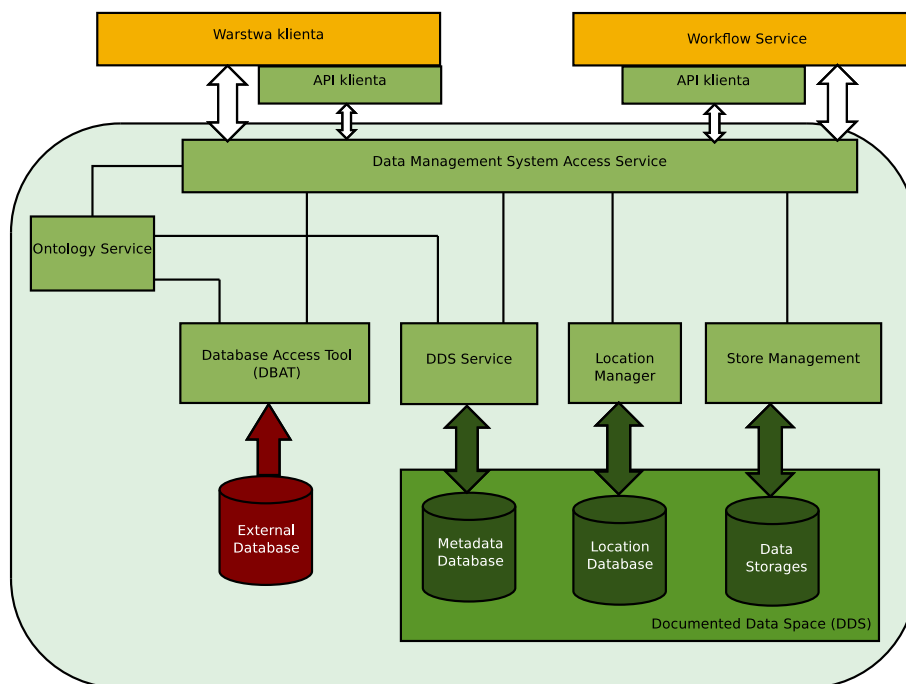 Warstwa klienta
Workflow Service
API klienta
API klienta
Data Management System Access Service
Ontology Service
Database Access Tool
(DBAT)
DDS Service
Location
Manager
Store Management
External
Database
Metadata
Database
Location
Database
Data
Storages
Documented Data Space (DDS)